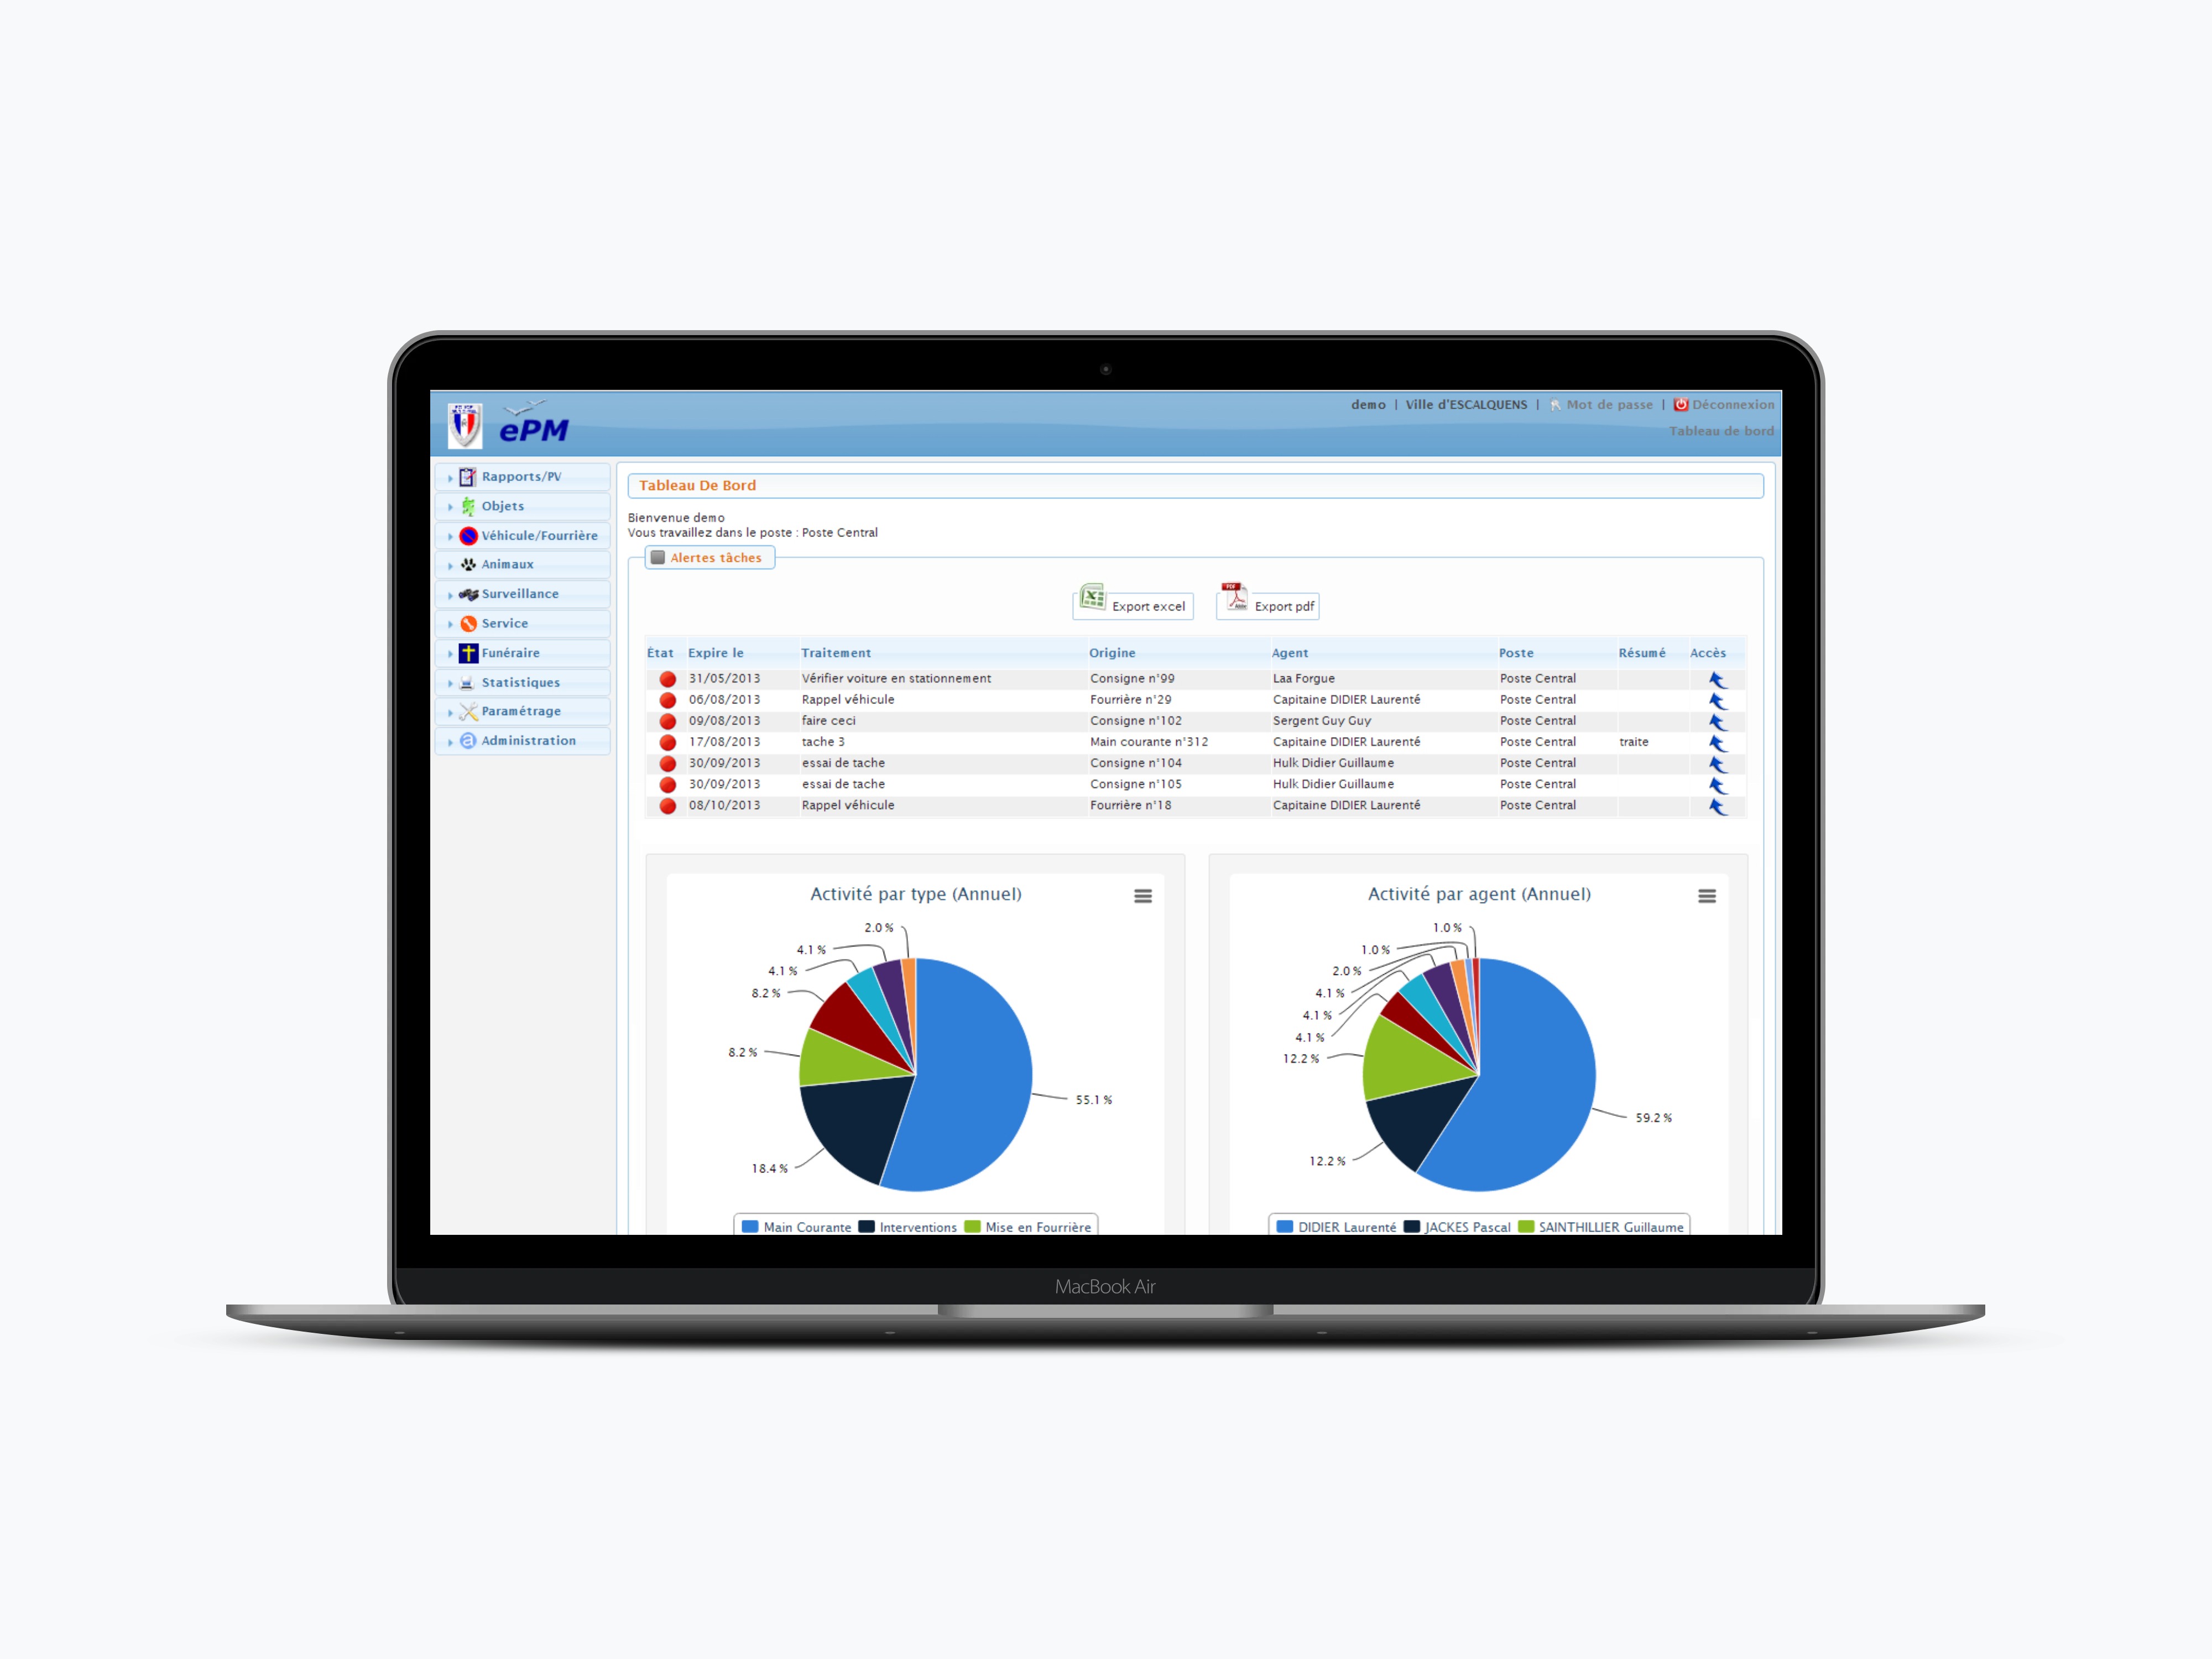 ePM
demo | Ville d'ESCALQUENS | Mot de passe | Déconnexion
Tableau de bord
Rapports/PV
Objets
Véhicule/Fourrière
Animaux
Surveillance
Service
Funéraire
Statistiques
Paramétrage
Administration
Tableau De Bord
Bienvenue demo
Vous travaillez dans le poste : Poste Central
Alertes tâches
Export excel
PDF Export pdf
État Expire le Traitement Origine Agent Poste Résumé Accès
31/05/2013 Vérifier voiture en stationnement Consigne n°99 Laa Forgue Poste Central
06/08/2013 Rappel véhicule Fourrière n°29 Capitaine DIDIER Laurenté Poste Central
09/08/2013 faire ceci Consigne n°102 Sergent Guy Guy Poste Central
17/08/2013 tache 3 Main courante n°312 Capitaine DIDIER Laurenté Poste Central traite
30/09/2013 essai de tache Consigne n°104 Hulk Didier Guillaume Poste Central
30/09/2013 essai de tache Consigne n°105 Hulk Didier Guillaume Poste Central
08/10/2013 Rappel véhicule Fourrière n°18 Capitaine DIDIER Laurenté Poste Central
Activité par type (Annuel)
2.0 %
4.1 %
4.1 %
8.2 %
8.2 %
55.1 %
18.4 %
Main Courante Interventions Mise en Fourrière
Activité par agent (Annuel)
1.0 %
1.0 %
2.0 %
4.1 %
4.1 %
4.1 %
12.2 %
59.2 %
12.2 %
DIDIER Laurenté JACKES Pascal SAINTHILLIER Guillaume
MacBook Air